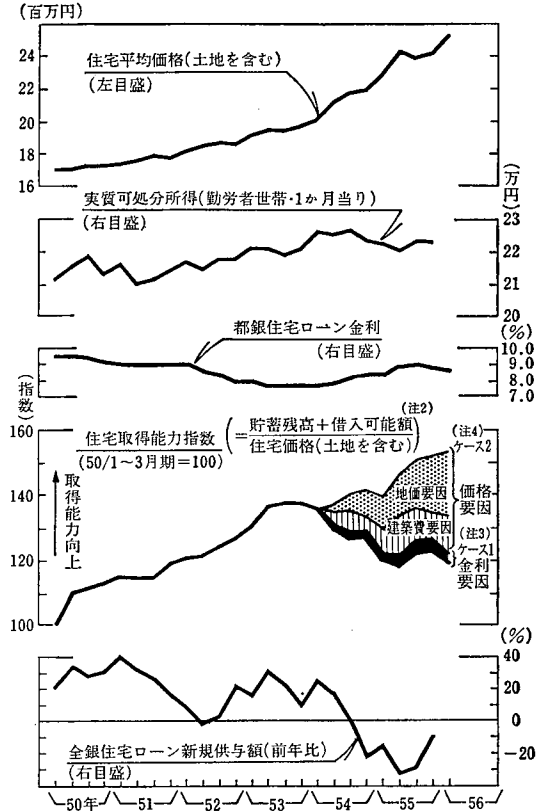 (百万円)
26
24
22
20
18
16
住宅平均価格(土地を含む)
(左目盛)
(万円)
実質可処分所得(勤労者世帯・1か月当り)
(右目盛)
23
22
21
20
(%)
都銀住宅ローン金利
(右目盛)
10.0
9.0
8.0
7.0
(指数)
160
140
120
100
住宅取得能力指数
(50/1~3月期=100)
(注2)
(=貯蓄残高+借入可能額
住宅価格(土地を含む))
取得能力向上
(注4)
ケース2
地価要因
価格要因
建築費要因
(注3)
ケース1
金利要因
(%)
40
20
0
-20
全銀住宅ローン新規供与額(前年比)
(右目盛)
50年 51 52 53 54 55 56